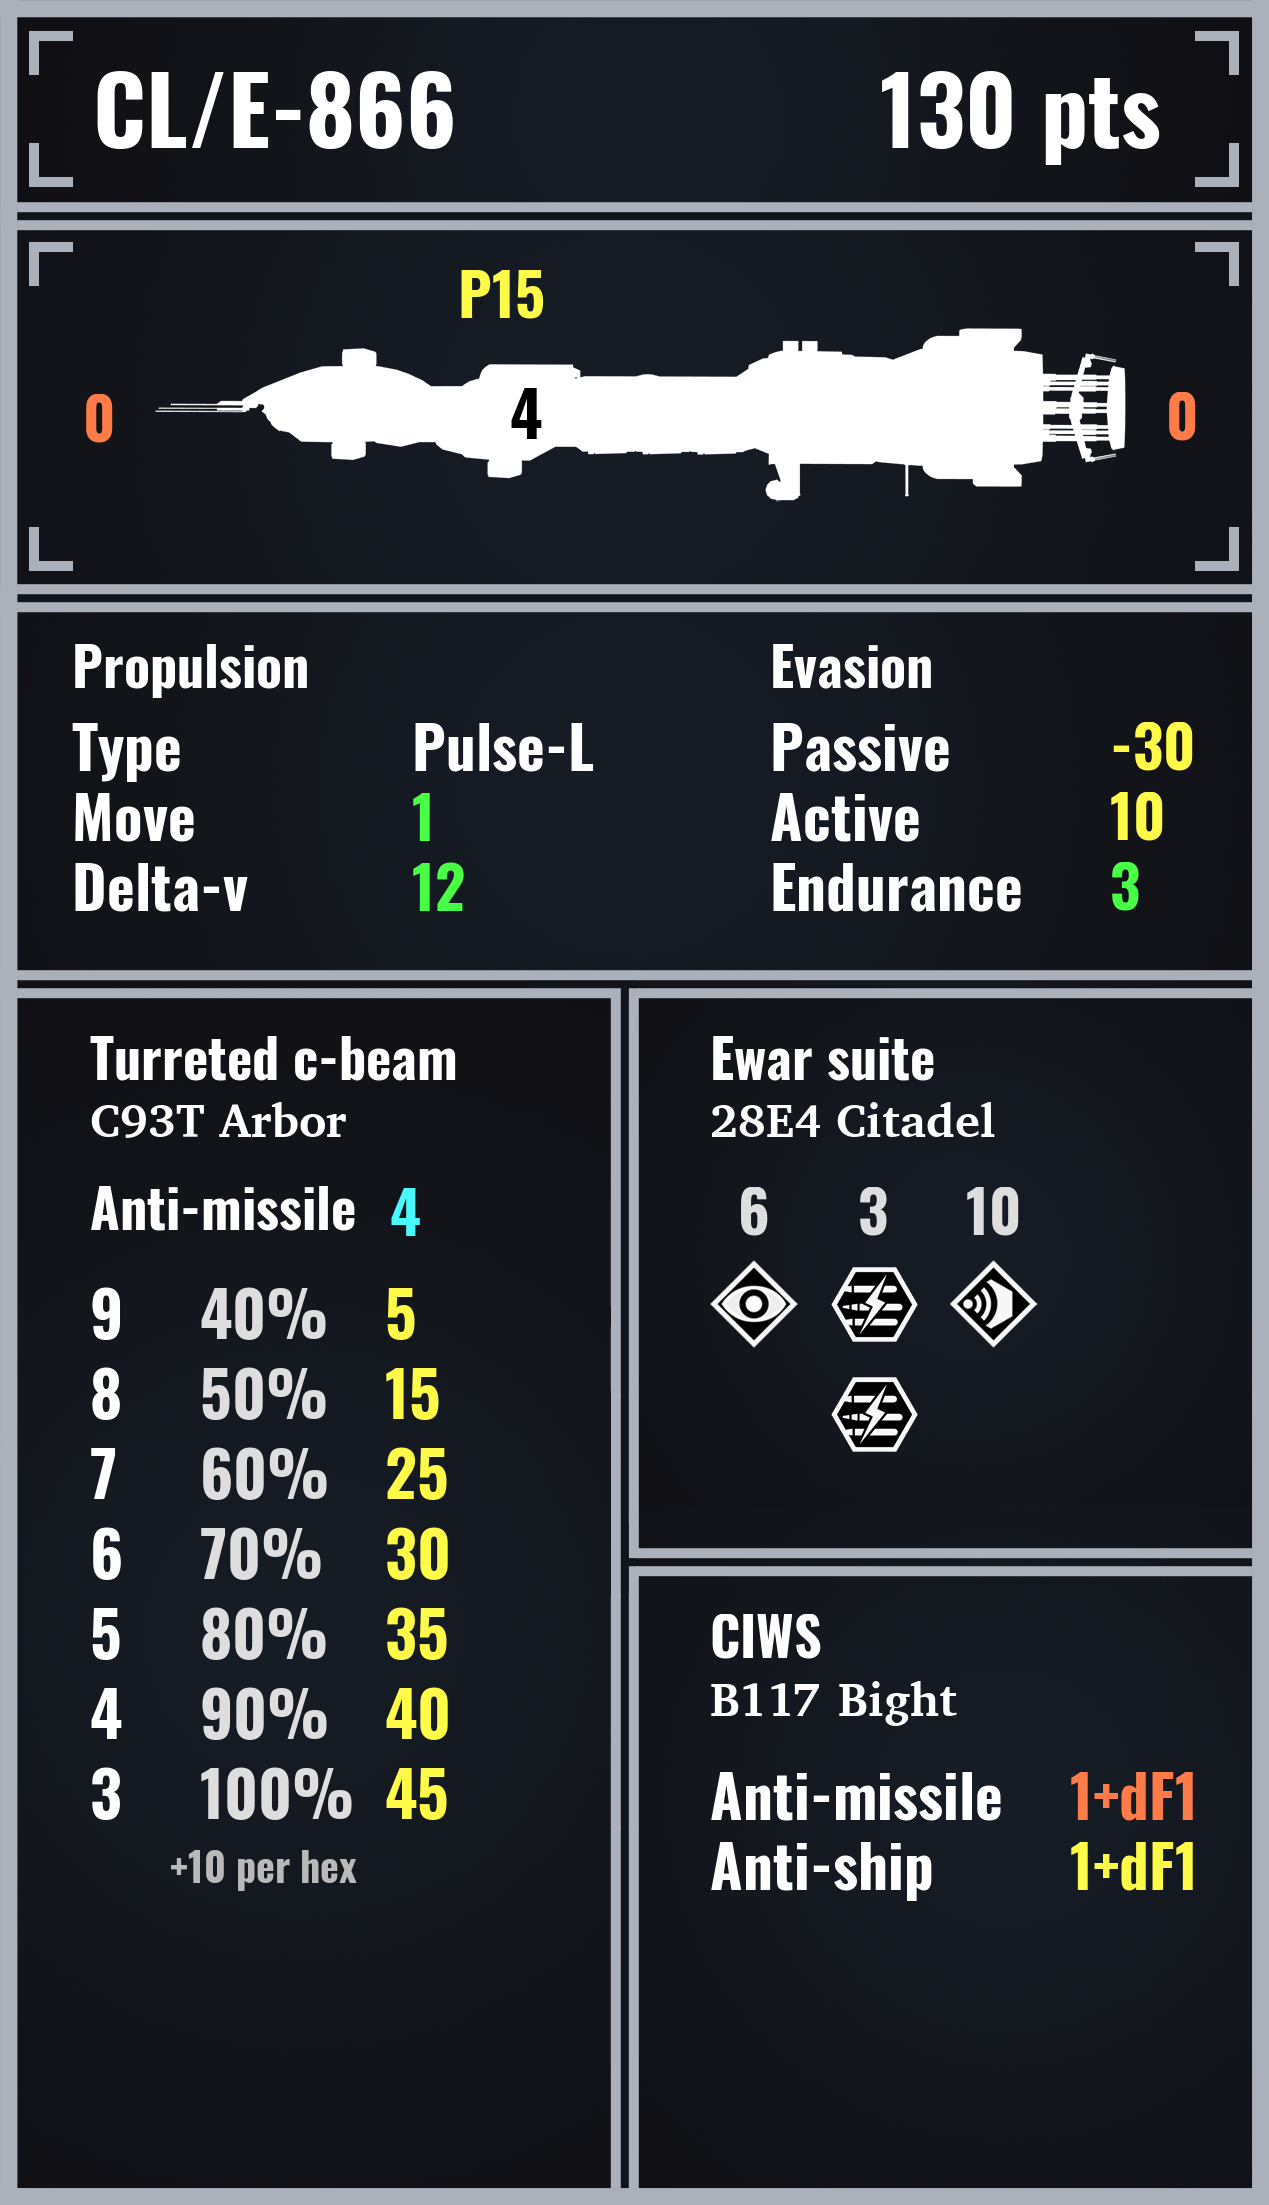 CL/E-866 130 pts
P15
0 4 0
Propulsion
Type Pulse-L
Move 1
Delta-v 12
Evasion
Passive -30
Active 10
Endurance 3
Turreted c-beam
C93T Arbor
Anti-missile 4
9 40% 5
8 50% 15
7 60% 25
6 70% 30
5 80% 35
4 90% 40
3 100% 45
+10 per hex
Ewar suite
28E4 Citadel
6 3 10
CIWS
B117 Bight
Anti-missile 1+dF1
Anti-ship 1+dF1